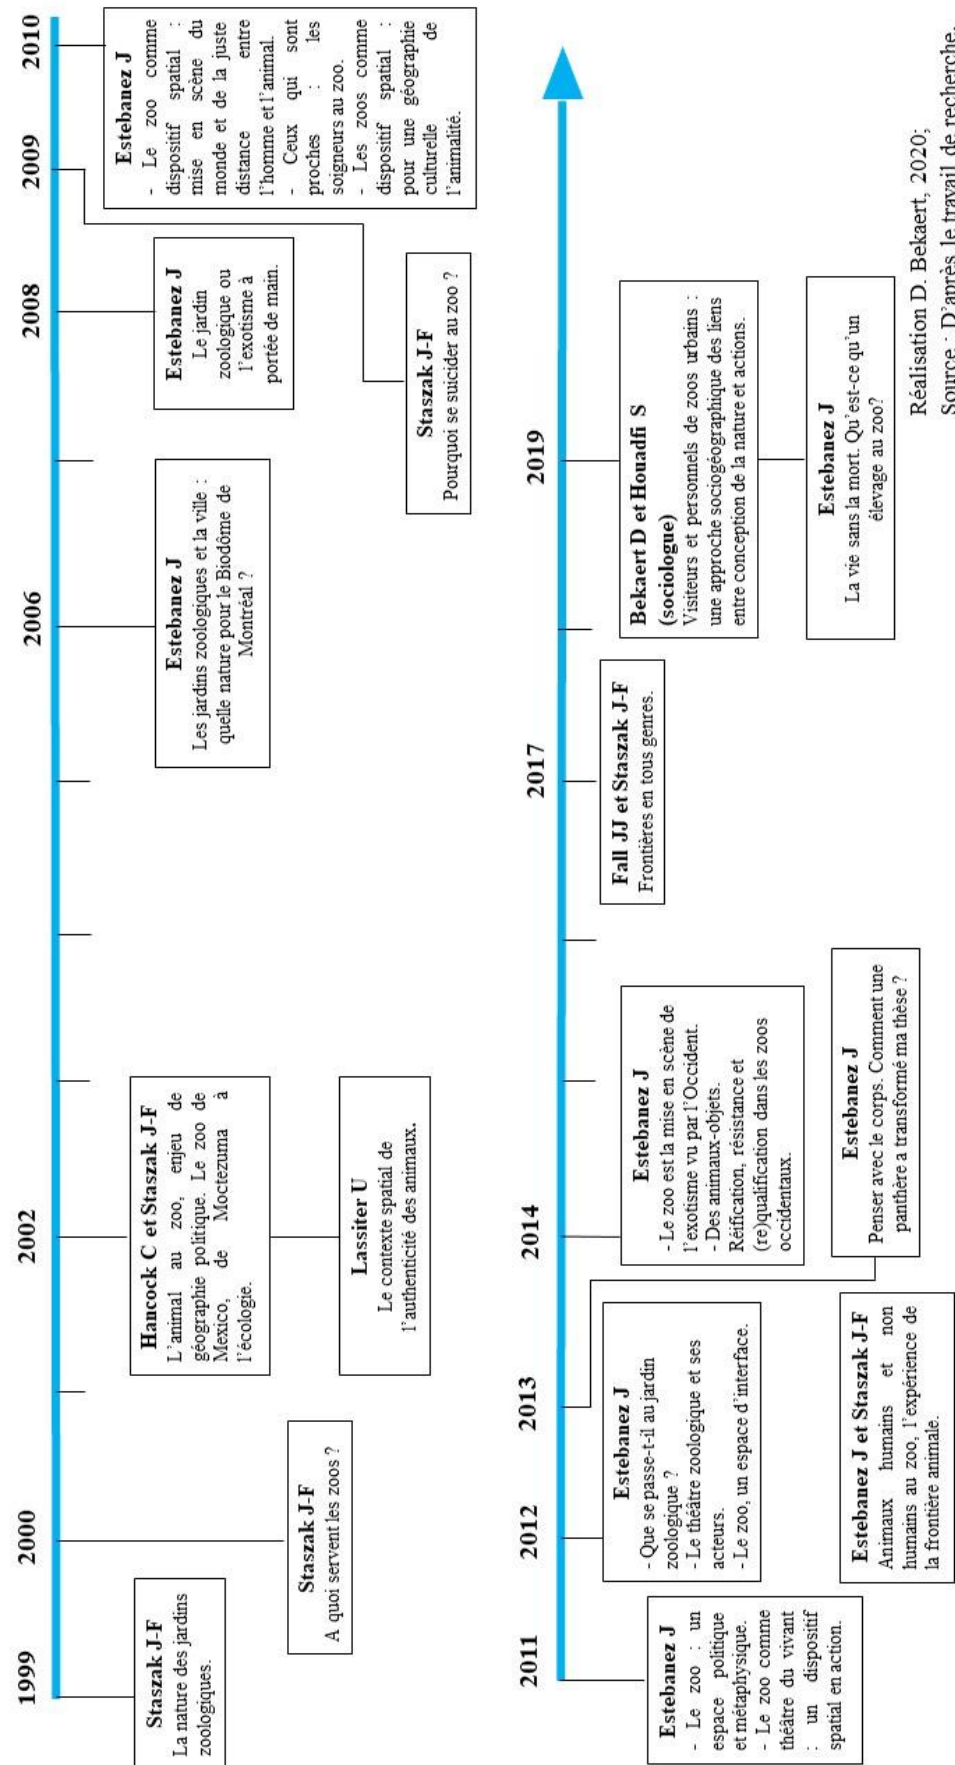 1999
2000
2002
2006
2008
2009
2010
Staszak J-F
La nature des jardins
zoologiques.
Staszak J-F
A quoi servent les zoos ?
Hancock C et Staszak J-F
L'animal au zoo, enjeu de
géographie politique. Le zoo de
Mexico, de Moctezuma à
l'écologie.
Lassiter U
Le contexte spatial de
l'authenticité des animaux.
Estebanez J
Les jardins zoologiques et la ville :
quelle nature pour le Biodôme de
Montréal ?
Estebanez J
Le jardin
zoologique ou
l'exotisme à
portée de main.
Staszak J-F
Pourquoi se suicider au zoo ?
Estebanez J
- Le zoo comme
dispositif spatial :
mise en scène du
monde et de la juste
distance entre
l'homme et l'animal.
- Ceux qui sont
proches : les
soigneurs au zoo.
- Les zoos comme
dispositif spatial :
pour une géographie
culturelle de
l'animalité.
2011
2012
2013
2014
2017
2019
Estebanez J
- Le zoo : un
espace politique
et métaphysique.
- Le zoo comme
théâtre du vivant
: un dispositif
spatial en action.
Estebanez J
- Que se passe-t-il au jardin
zoologique ?
- Le théâtre zoologique et ses
acteurs.
- Le zoo, un espace d'interface.
Estebanez J et Staszak J-F
Animaux humains et non
humains au zoo, l'expérience de
la frontière animale.
Estebanez J
- Le zoo est la mise en scène de
l'exotisme vu par l'Occident.
- Des animaux-objets.
Réification, résistance et
(re)qualification dans les zoos
occidentaux.
Estebanez J
Penser avec le corps. Comment une
panthère a transformé ma thèse ?
Fall JJ et Staszak J-F
Frontières en tous genres.
Bekaert D et Houadfi S
(sociologue)
Visiteurs et personnels de zoos urbains :
une approche sociogéographique des liens
entre conception de la nature et actions.
Estebanez J
La vie sans la mort. Qu'est-ce qu'un
élevage au zoo?
Réalisation D. Bekaert, 2020;
Source : D'après le travail de recherche.